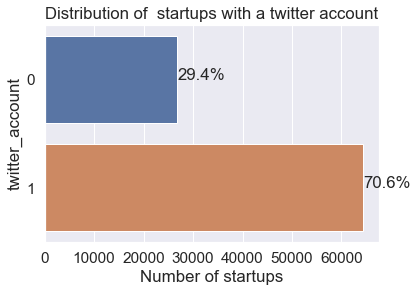 Distribution of  startups with a twitter account
twitter_account
0
29.4%
1
70.6%
0 10000 20000 30000 40000 50000 60000
Number of startups